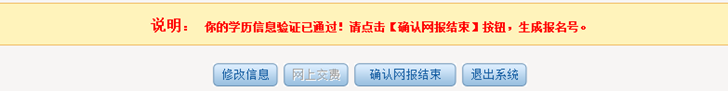 说明： 你的学历信息验证已通过！请点击【确认网报结束】按钮，生成报名号。
修改信息 网上交费 确认网报结束 退出系统